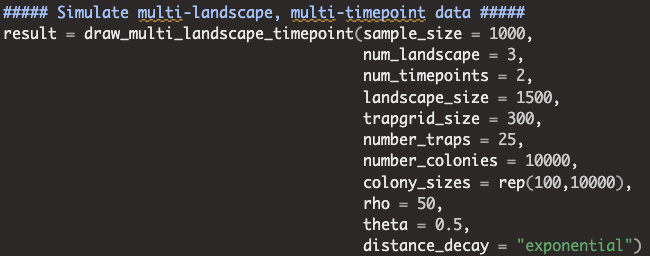 ##### Simulate multi-landscape, multi-timepoint data #####
result = draw_multi_landscape_timepoint(sample_size = 1000,
num_landscape = 3,
num_timepoints = 2,
landscape_size = 1500,
trapgrid_size = 300,
number_traps = 25,
number_colonies = 10000,
colony_sizes = rep(100,10000),
rho = 50,
theta = 0.5,
distance_decay = "exponential")